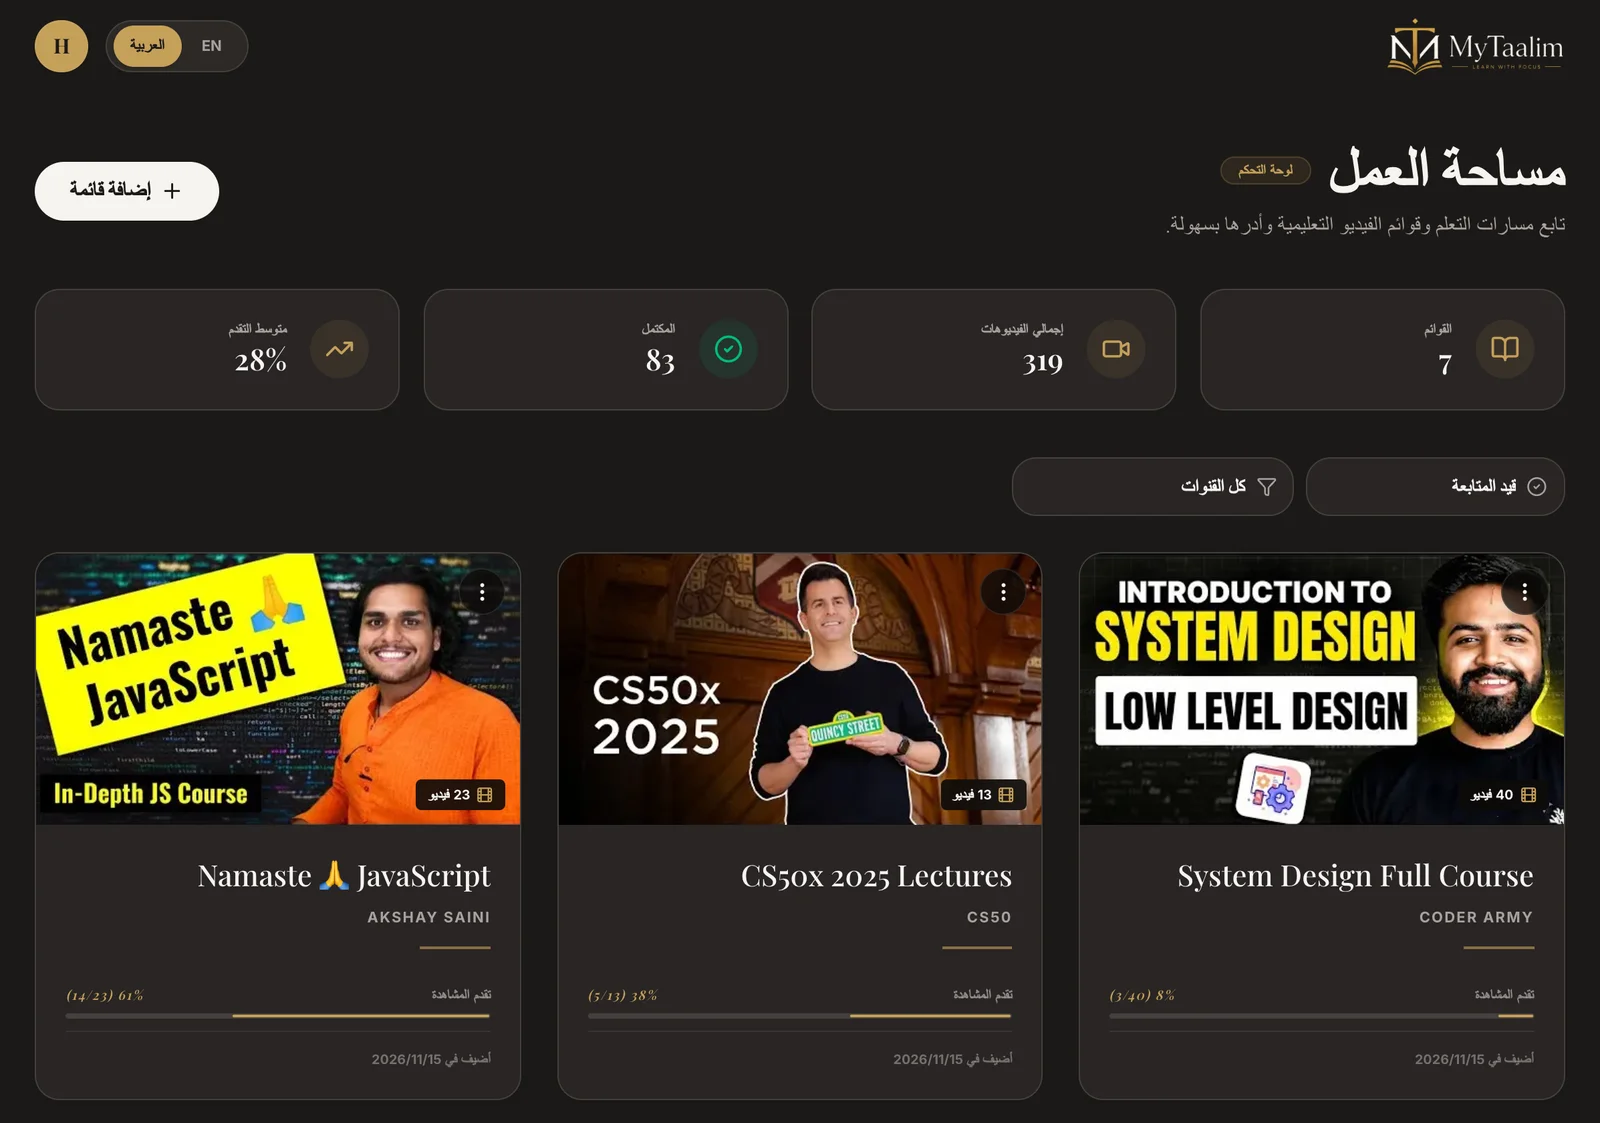 MyTaalim
LEARN WITH FOCUS
EN
العربية
H
مساحة العمل
لوحة التحكم
تابع مسارات التعلم وقوائم الفيديو التعليمية وأدرها بسهولة.
+ إضافة قائمة
القوائم
7
إجمالي الفيديوهات
319
المكتمل
83
متوسط التقدم
28%
قيد المتابعة
كل القنوات
INTRODUCTION TO
SYSTEM DESIGN
LOW LEVEL DESIGN
40 فيديو
System Design Full Course
CODER ARMY
تقدم المشاهدة
(3/40) 8%
أضيف في 2026/11/15
CS50x
2025
QUINCY STREET
13 فيديو
CS50x 2025 Lectures
CS50
تقدم المشاهدة
(5/13) 38%
أضيف في 2026/11/15
Namaste 🙏
JavaScript
In-Depth JS Course
23 فيديو
Namaste 🙏 JavaScript
AKSHAY SAINI
تقدم المشاهدة
(14/23) 61%
أضيف في 2026/11/15